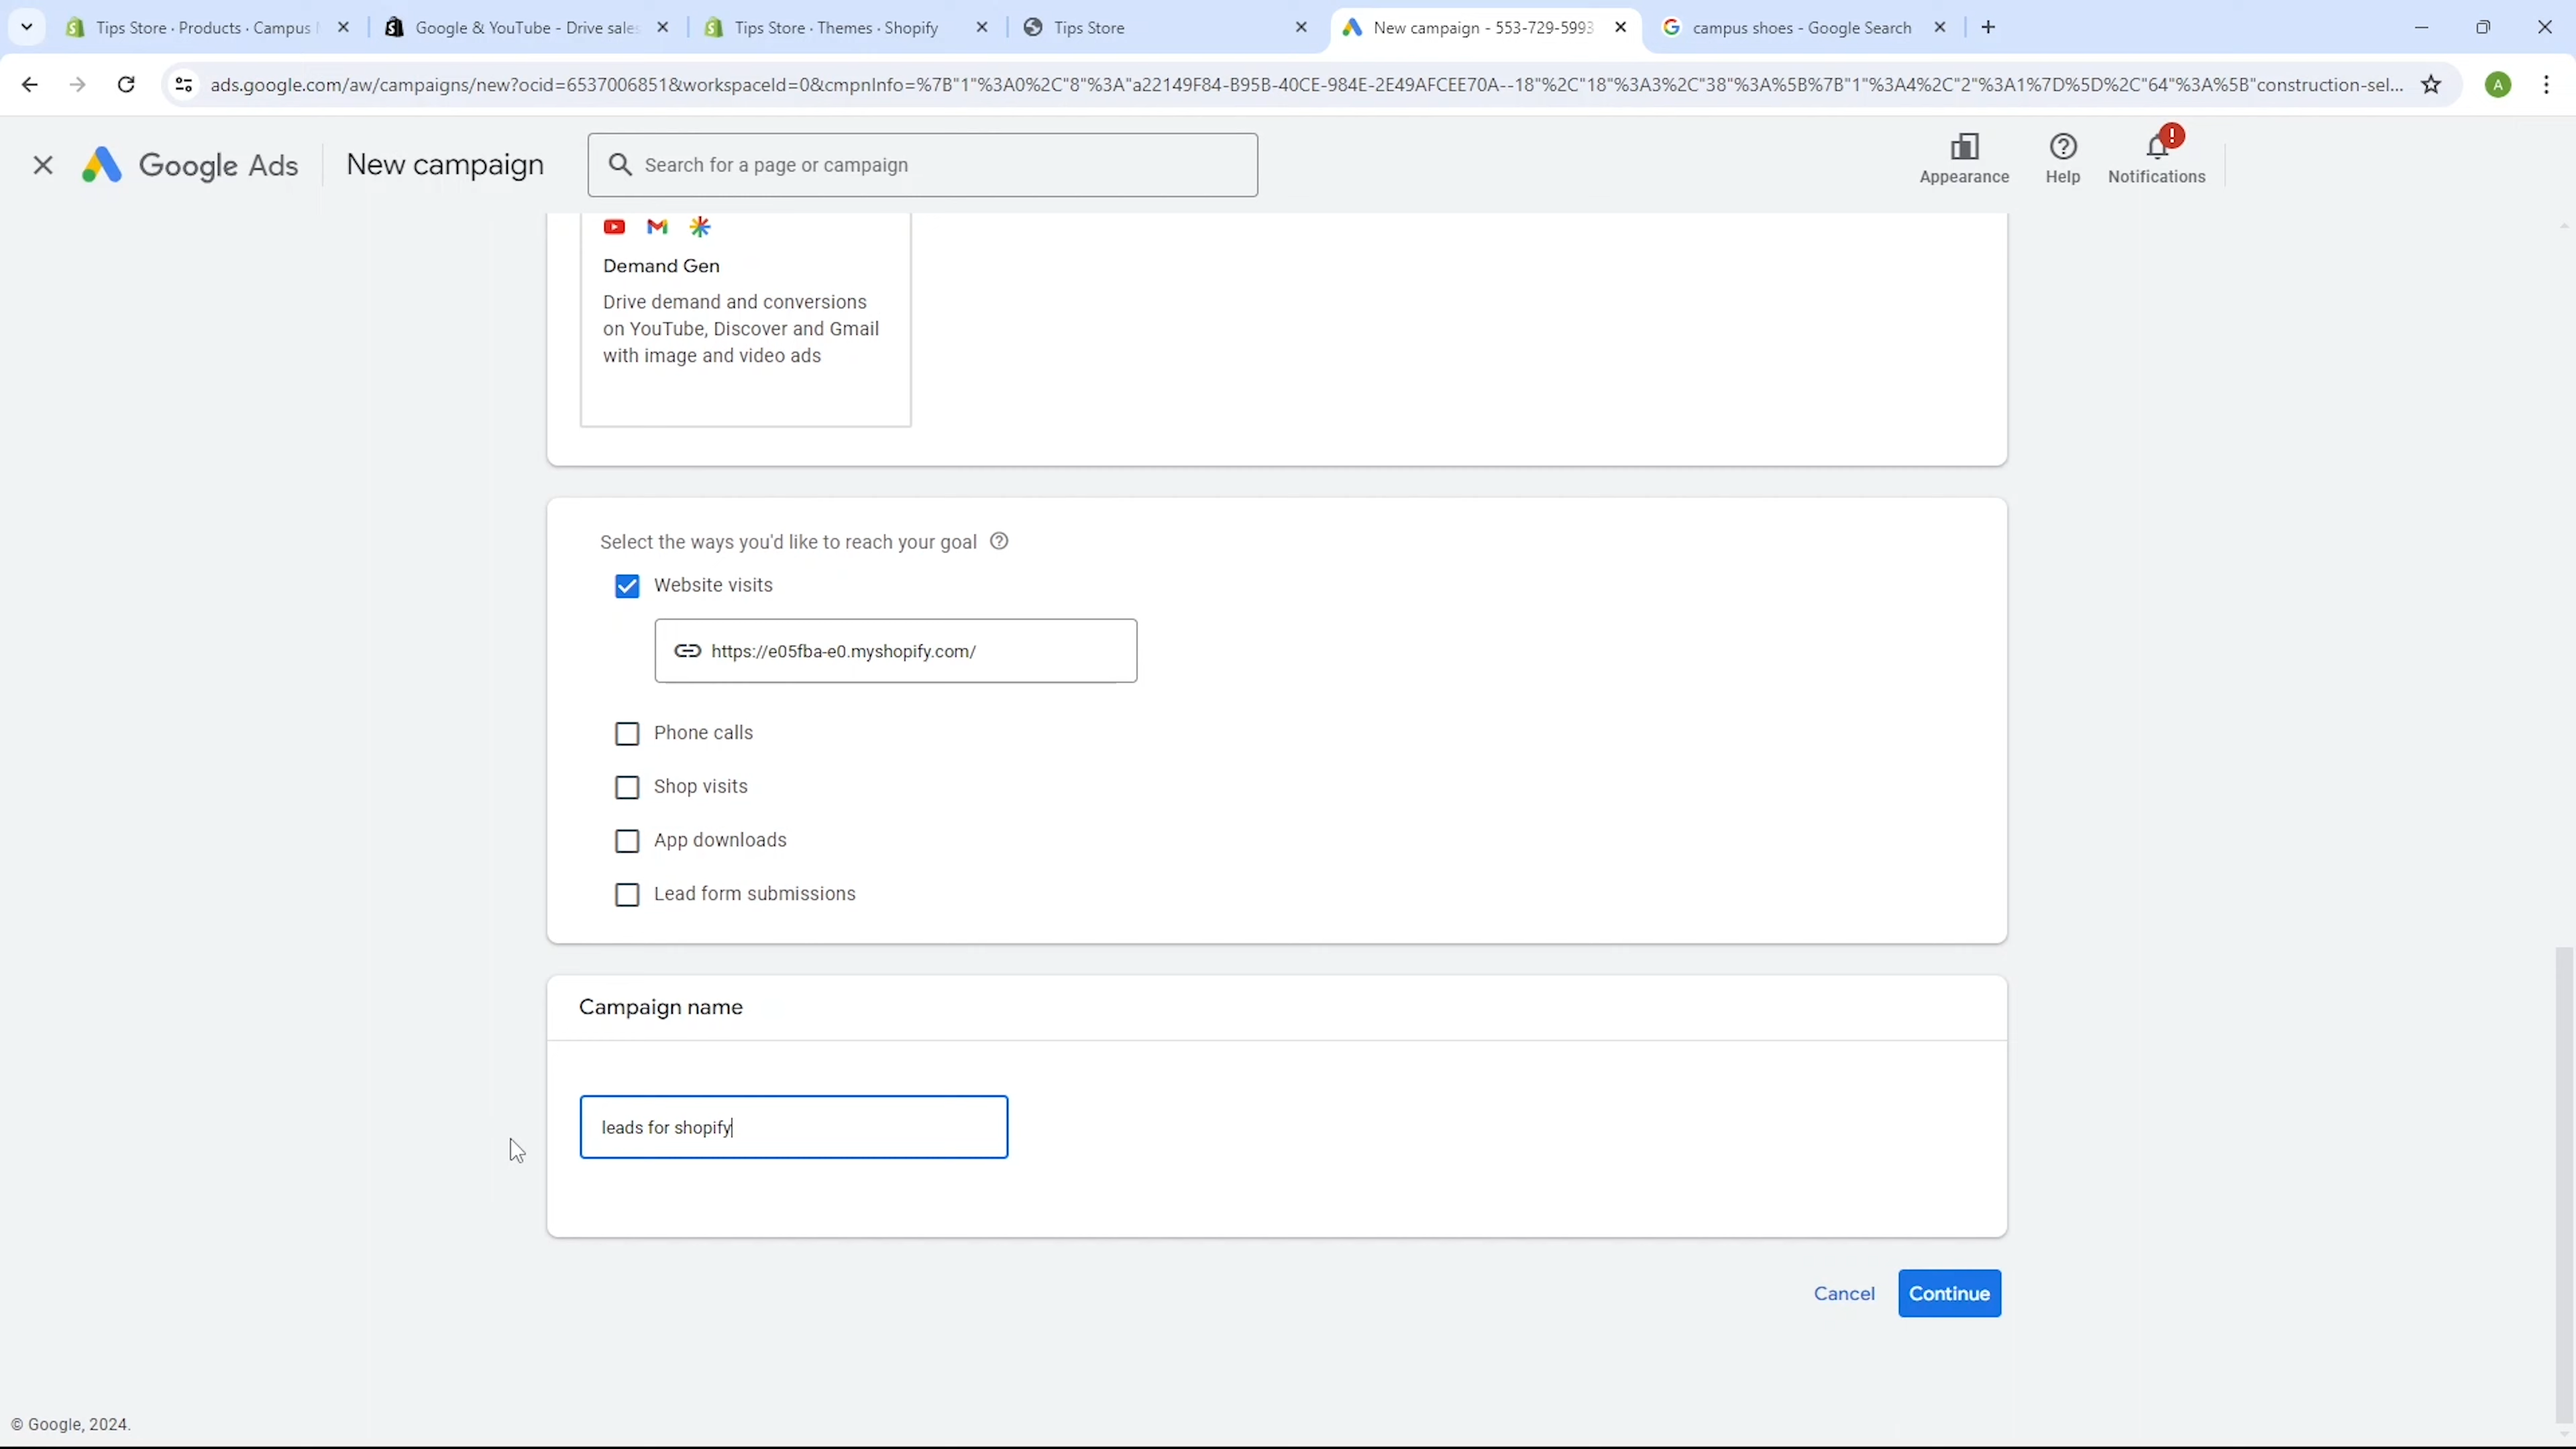 Tips Store · Products · Campus
Google & YouTube - Drive sales
Tips Store · Themes · Shopify
Tips Store
New campaign - 553-729-5993
campus shoes - Google Search
ads.google.com/aw/campaigns/new?ocid=6537006851&workspaceId=0&cmpnInfo=%7B"1"%3A0%2C"8"%3A"a22149F84-B95B-40CE-984E-2E49AFCEE70A--18"%2C"18"%3A3%2C"38"%3A%5B%7B"1"%3A4%2C"2"%3A1%7D%5D%2C"64"%3A%5B"construction-sel...
A
Google Ads
New campaign
Search for a page or campaign
Appearance
Help
Notifications
Demand Gen
Drive demand and conversions
on YouTube, Discover and Gmail
with image and video ads
Select the ways you'd like to reach your goal
Website visits
https://e05fba-e0.myshopify.com/
Phone calls
Shop visits
App downloads
Lead form submissions
Campaign name
leads for shopify
Cancel
Continue
© Google, 2024.